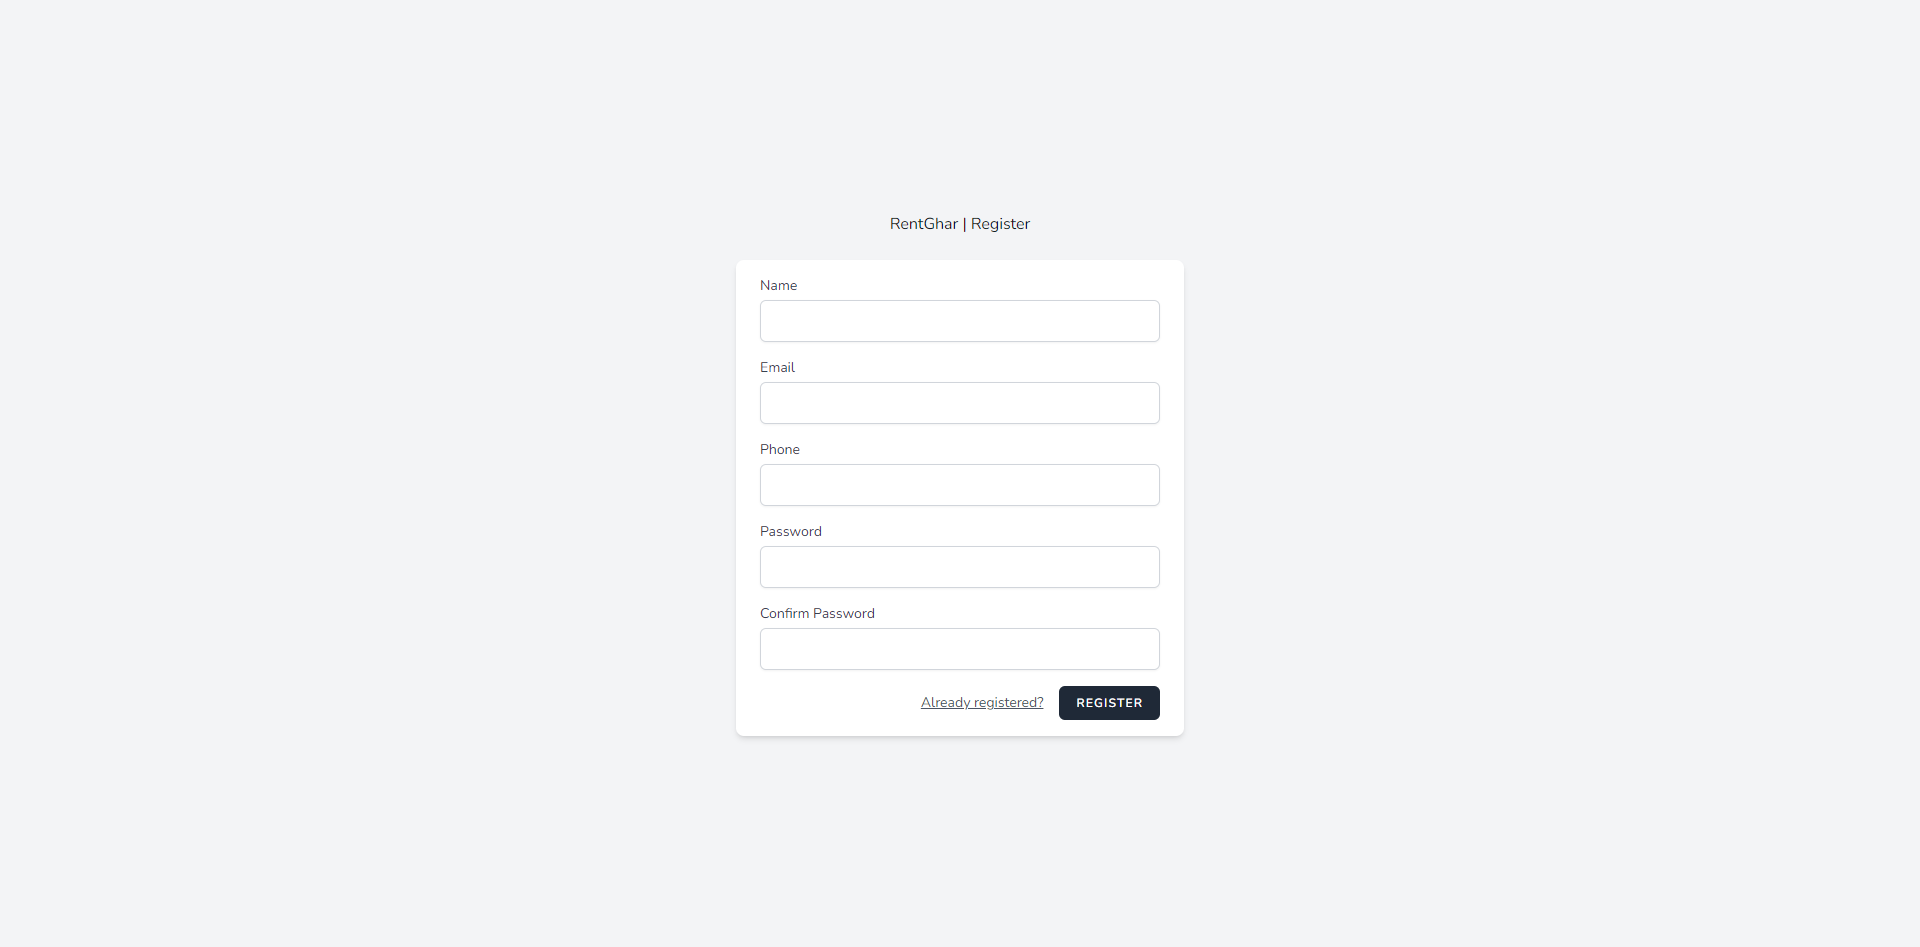 RentGhar | Register
Name
Email
Phone
Password
Confirm Password
Already registered? REGISTER